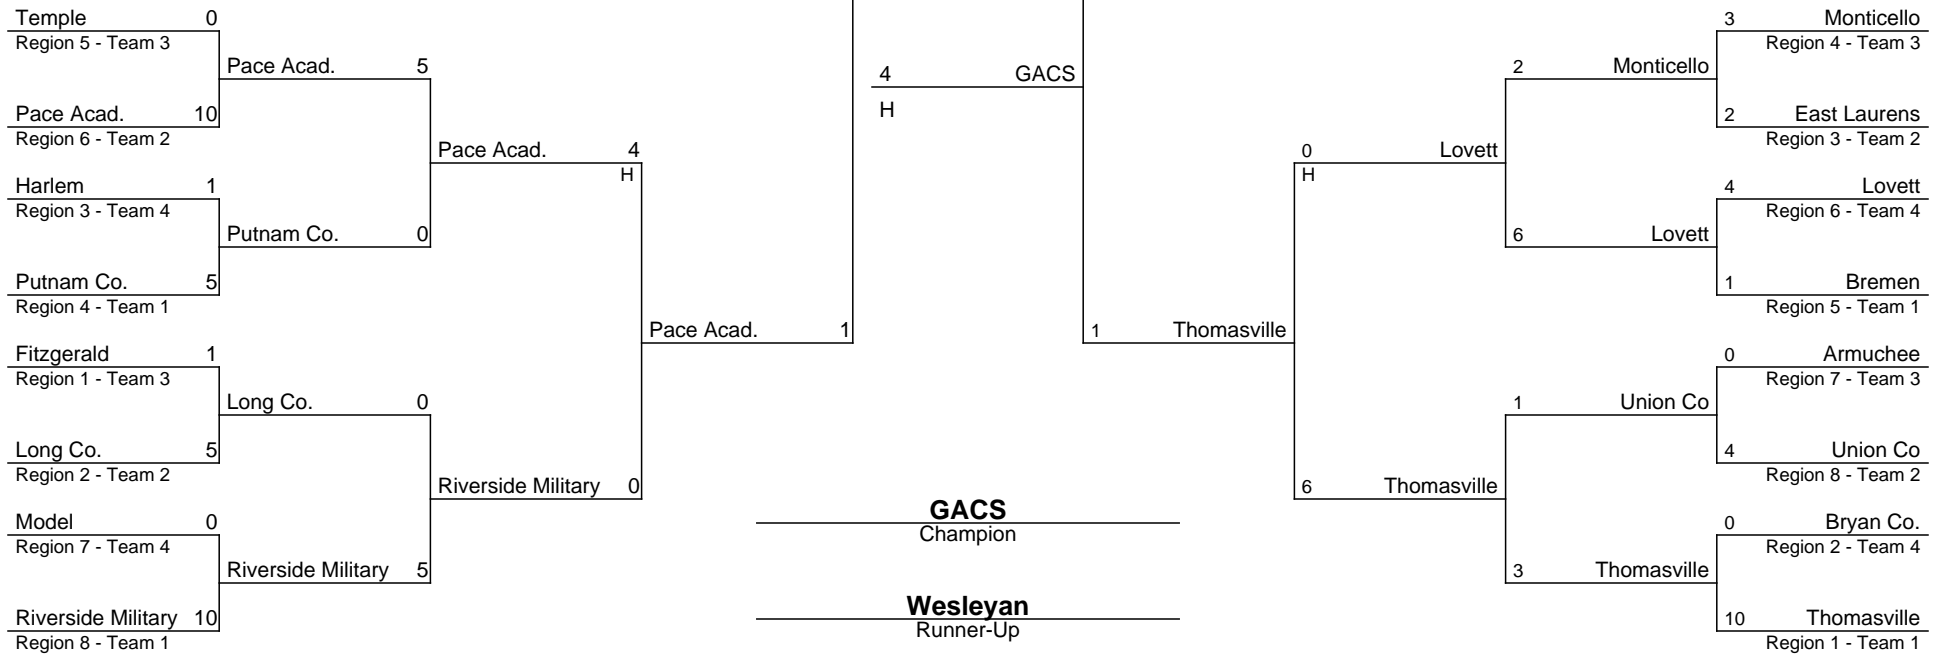 Temple 0
Region 5 - Team 3
Pace Acad. 5
Pace Acad. 10
Region 6 - Team 2
Pace Acad. 4
H
Harlem 1
Region 3 - Team 4
Putnam Co. 0
Putnam Co. 5
Region 4 - Team 1
Pace Acad. 1
Fitzgerald 1
Region 1 - Team 3
Long Co. 0
Long Co. 5
Region 2 - Team 2
Riverside Military 0
Model 0
Region 7 - Team 4
Riverside Military 5
Riverside Military 10
Region 8 - Team 1
4 GACS
H
GACS
Champion
Wesleyan
Runner-Up
3 Monticello
Region 4 - Team 3
2 Monticello
2 East Laurens
Region 3 - Team 2
0 Lovett
H
4 Lovett
Region 6 - Team 4
6 Lovett
1 Bremen
Region 5 - Team 1
1 Thomasville
0 Armuchee
Region 7 - Team 3
1 Union Co
4 Union Co
Region 8 - Team 2
6 Thomasville
0 Bryan Co.
Region 2 - Team 4
3 Thomasville
10 Thomasville
Region 1 - Team 1